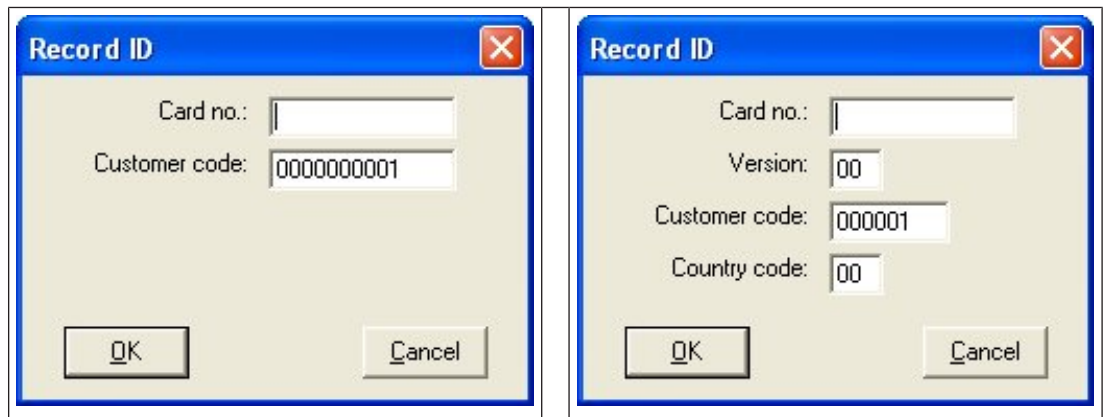 Record ID
Card no.:
Customer code: 0000000001
OK Cancel
Record ID
Card no.:
Version: 00
Customer code: 000001
Country code: 00
OK Cancel